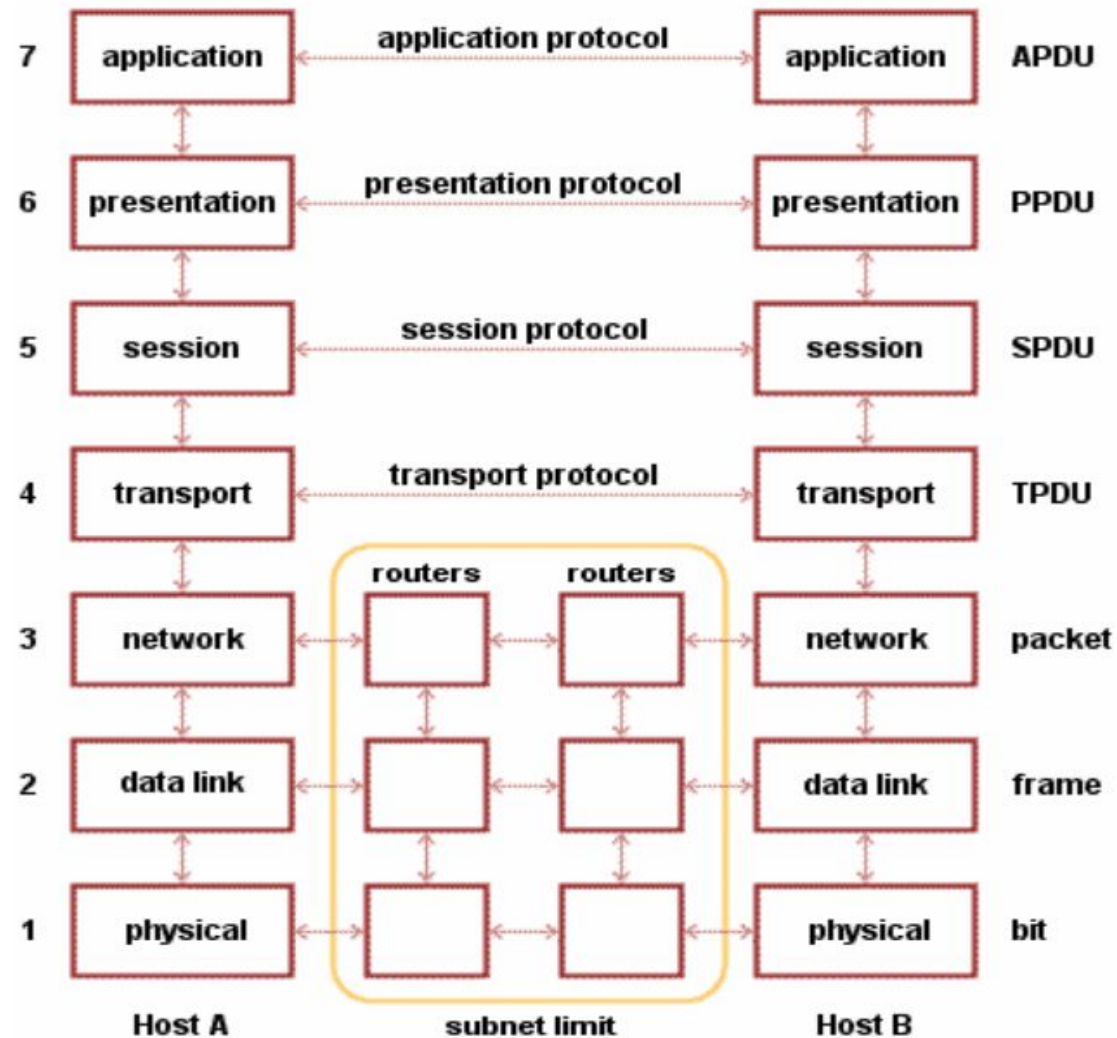 application protocol
7 application application APDU
presentation protocol
6 presentation presentation PPDU
session protocol
5 session session SPDU
transport protocol
4 transport transport TPDU
routers routers
3 network network packet
2 data link data link frame
1 physical physical bit
Host A subnet limit Host B